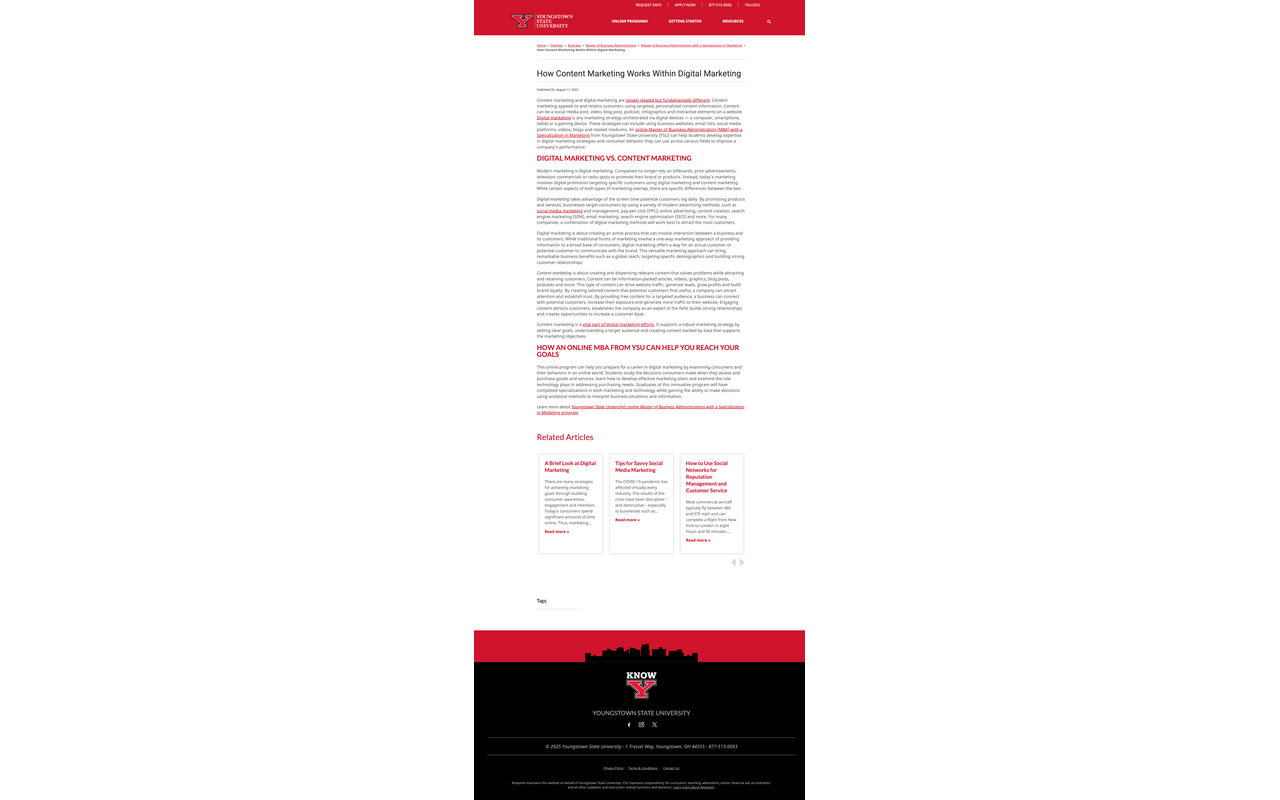 REQUEST INFO | APPLY NOW | 877-513-0093 | YSU.EDU
YOUNGSTOWN
STATE
UNIVERSITY
ONLINE PROGRAMS GETTING STARTED RESOURCES
Home » Degrees » Business » Master of Business Administration » Master of Business Administration with a Specialization in Marketing »
How Content Marketing Works Within Digital Marketing
How Content Marketing Works Within Digital Marketing
Published On: August 17, 2023
Content marketing and digital marketing are closely related but fundamentally different. Content
marketing appeals to and retains customers using targeted, personalized content information. Content
can be a social media post, video, blog post, podcast, infographics and interactive elements on a website.
Digital marketing is any marketing strategy orchestrated via digital devices — a computer, smartphone,
tablet or a gaming device. These strategies can include using business websites, email lists, social media
platforms, videos, blogs and related mediums. An online Master of Business Administration (MBA) with a
Specialization in Marketing from Youngstown State University (YSU) can help students develop expertise
in digital marketing strategies and consumer behavior they can use across various fields to improve a
company's performance.
DIGITAL MARKETING VS. CONTENT MARKETING
Modern marketing is digital marketing. Companies no longer rely on billboards, print advertisements,
television commercials or radio spots to promote their brand or products. Instead, today's marketing
involves digital promotion targeting specific customers using digital marketing and content marketing.
While certain aspects of both types of marketing overlap, there are specific differences between the two.
Digital marketing takes advantage of the screen time potential customers log daily. By promoting products
and services, businesses target consumers by using a variety of modern advertising methods, such as
social media marketing and management, pay-per-click (PPC), online advertising, content creation, search
engine marketing (SEM), email marketing, search engine optimization (SEO) and more. For many
companies, a combination of digital marketing methods will work best to attract the most customers.
Digital marketing is about creating an active process that can involve interaction between a business and
its customers. While traditional forms of marketing involve a one-way marketing approach of providing
information to a broad base of consumers, digital marketing offers a way for an actual customer or
potential customer to communicate with the brand. This versatile marketing approach can bring
remarkable business benefits such as a global reach, targeting specific demographics and building strong
customer relationships.
Content marketing is about creating and dispersing relevant content that solves problems while attracting
and retaining customers. Content can be information-packed articles, videos, graphics, blog posts,
podcasts and more. This type of content can drive website traffic, generate leads, grow profits and build
brand loyalty. By creating tailored content that potential customers find useful, a company can attract
attention and establish trust. By providing free content for a targeted audience, a business can connect
with potential customers, increase their exposure and generate more traffic to their website. Engaging
content attracts customers, establishes the company as an expert in the field, builds strong relationships
and creates opportunities to increase a customer base.
Content marketing is a vital part of digital marketing efforts. It supports a robust marketing strategy by
setting clear goals, understanding a target audience and creating content backed by data that supports
the marketing objectives.
HOW AN ONLINE MBA FROM YSU CAN HELP YOU REACH YOUR
GOALS
This online program can help you prepare for a career in digital marketing by examining consumers and
their behaviors in an online world. Students study the decisions consumers make when they assess and
purchase goods and services, learn how to develop effective marketing plans and examine the role
technology plays in addressing purchasing needs. Graduates of this innovative program will have
completed specializations in both marketing and technology while gaining the ability to make decisions
using analytical methods to interpret business situations and information.
Learn more about Youngstown State University's online Master of Business Administrations with a Specialization
in Marketing program.
Related Articles
A Brief Look at Digital
Marketing
There are many strategies
for achieving marketing
goals through building
consumer awareness,
engagement and retention.
Today's consumers spend
significant amounts of time
online. Thus, marketing...
Read more »
Tips for Savvy Social
Media Marketing
The COVID-19 pandemic has
affected virtually every
industry. The results of the
crisis have been disruptive –
and destructive – especially
to businesses such as...
Read more »
How to Use Social
Networks for
Reputation
Management and
Customer Service
Most commercial aircraft
typically fly between 460
and 575 mph and can
complete a flight from New
York to London in eight
hours and 30 minutes....
Read more »
Tags:
KNOW
Y
YOUNGSTOWN STATE UNIVERSITY
© 2025 Youngstown State University - 1 Tressel Way, Youngstown, OH 44555 - 877-513-0093
Privacy Policy | Terms & Conditions | Contact Us
Risepoint maintains this website on behalf of Youngstown State University. YSU maintains responsibility for curriculum, teaching, admissions, tuition, financial aid, accreditation,
and all other academic and instruction-related functions and decisions. Learn more about Risepoint.